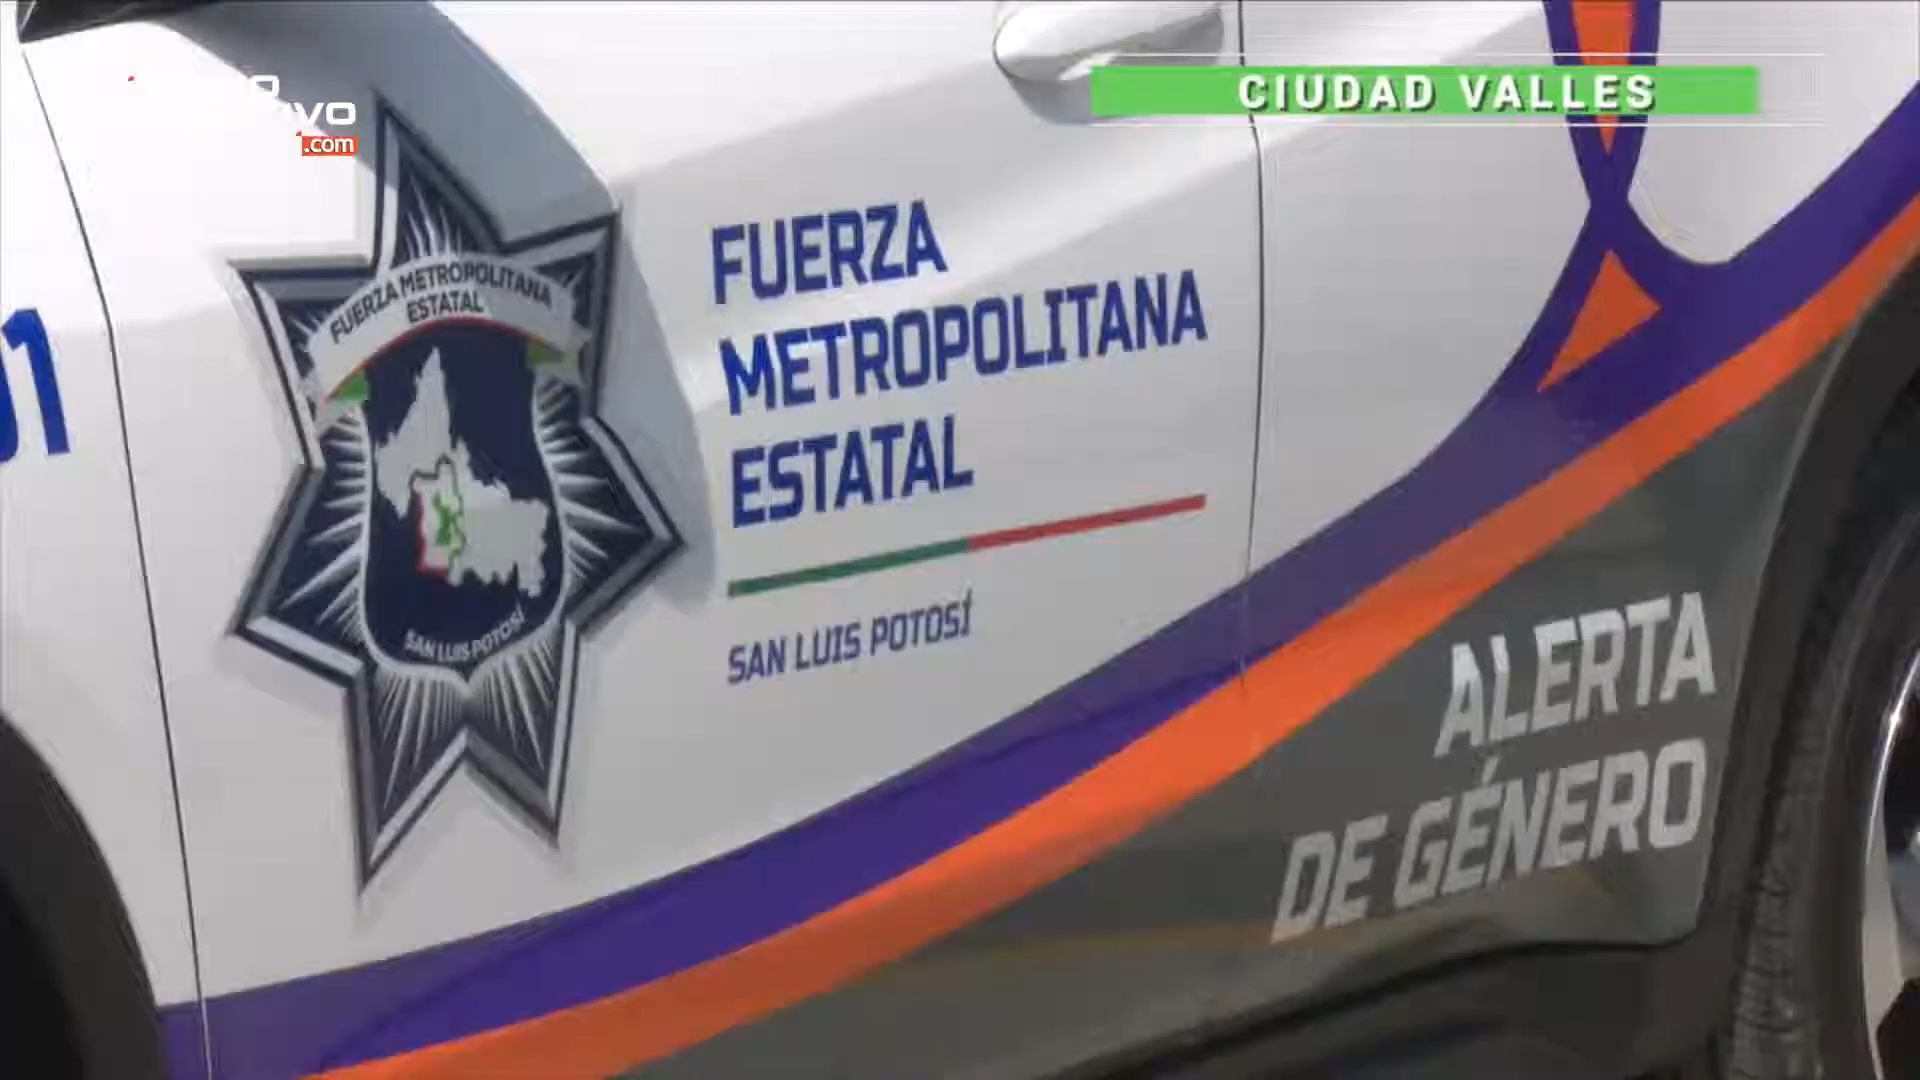 .com
CIUDAD VALLES
FUERZA METROPOLITANA
ESTATAL
SAN LUIS POTOSÍ
FUERZA
METROPOLITANA
ESTATAL
SAN LUIS POTOSÍ
ALERTA
DE GÉNERO